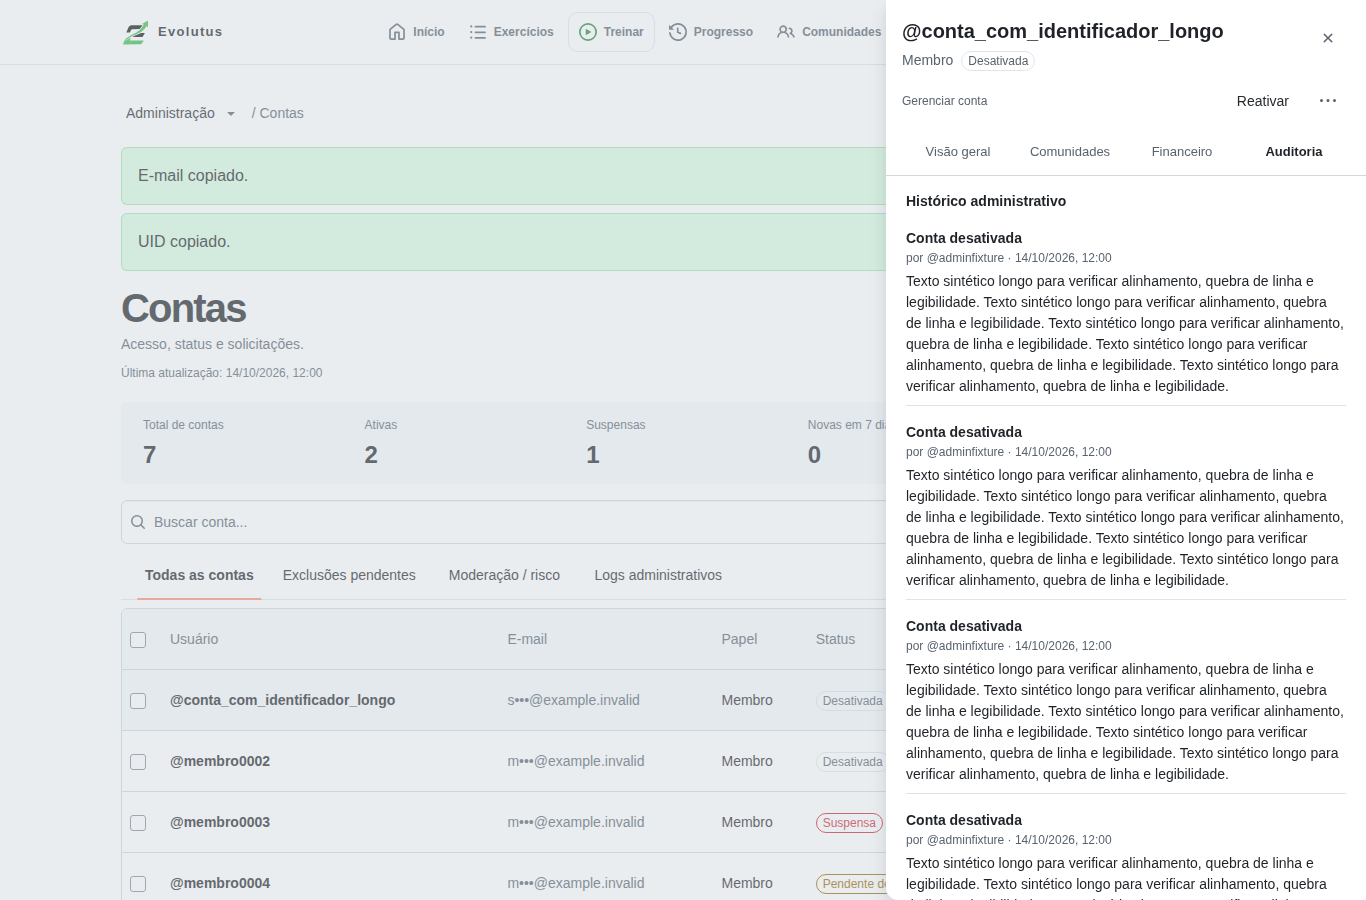 Evolutus
Início
Exercícios
Treinar
Progresso
Comunidades
Administração / Contas
E-mail copiado.
UID copiado.
Contas
Acesso, status e solicitações.
Última atualização: 14/10/2026, 12:00
Total de contas
7
Ativas
2
Suspensas
1
Novas em 7
0
Buscar conta...
Todas as contas
Exclusões pendentes
Moderação / risco
Logs administrativos
Usuário E-mail Papel Status
@conta_com_identificador_longo s•••@example.invalid Membro Desativada
@membro0002 m•••@example.invalid Membro Desativada
@membro0003 m•••@example.invalid Membro Suspensa
@membro0004 m•••@example.invalid Membro Pendente
@conta_com_identificador_longo
Membro Desativada
Gerenciar conta
Reativar
Visão geral
Comunidades
Financeiro
Auditoria
Histórico administrativo
Conta desativada
por @adminfixture · 14/10/2026, 12:00
Texto sintético longo para verificar alinhamento, quebra de linha e
legibilidade. Texto sintético longo para verificar alinhamento, quebra
de linha e legibilidade. Texto sintético longo para verificar alinhamento,
quebra de linha e legibilidade. Texto sintético longo para verificar
alinhamento, quebra de linha e legibilidade. Texto sintético longo para
verificar alinhamento, quebra de linha e legibilidade.
Conta desativada
por @adminfixture · 14/10/2026, 12:00
Texto sintético longo para verificar alinhamento, quebra de linha e
legibilidade. Texto sintético longo para verificar alinhamento, quebra
de linha e legibilidade. Texto sintético longo para verificar alinhamento,
quebra de linha e legibilidade. Texto sintético longo para verificar
alinhamento, quebra de linha e legibilidade. Texto sintético longo para
verificar alinhamento, quebra de linha e legibilidade.
Conta desativada
por @adminfixture · 14/10/2026, 12:00
Texto sintético longo para verificar alinhamento, quebra de linha e
legibilidade. Texto sintético longo para verificar alinhamento, quebra
de linha e legibilidade. Texto sintético longo para verificar alinhamento,
quebra de linha e legibilidade. Texto sintético longo para verificar
alinhamento, quebra de linha e legibilidade. Texto sintético longo para
verificar alinhamento, quebra de linha e legibilidade.
Conta desativada
por @adminfixture · 14/10/2026, 12:00
Texto sintético longo para verificar alinhamento, quebra de linha e
legibilidade. Texto sintético longo para verificar alinhamento, quebra